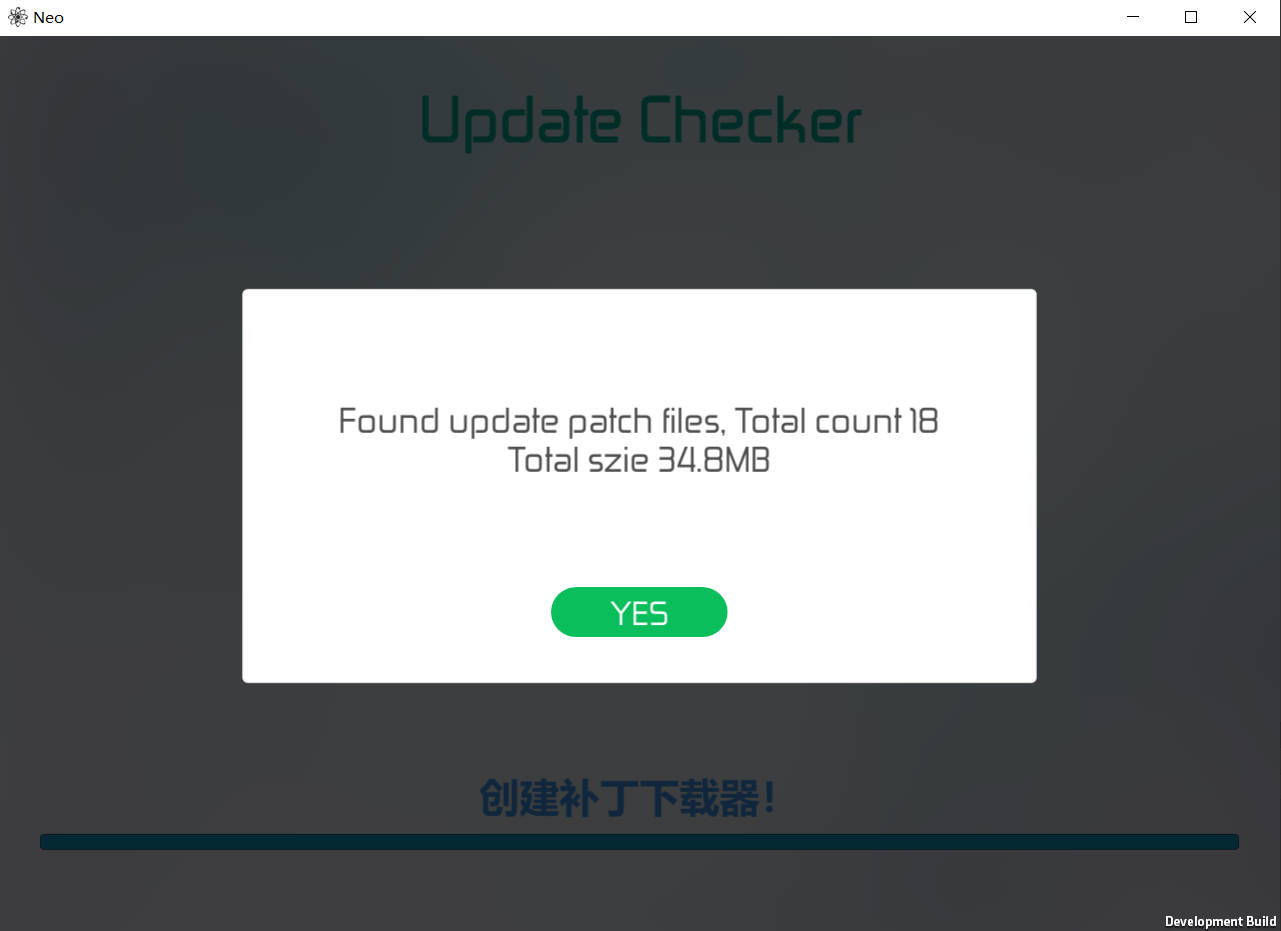 Neo
Update Checker
Found update patch files, Total count 18
Total szie 34.8MB
YES
创建补丁下载器！
Development Build